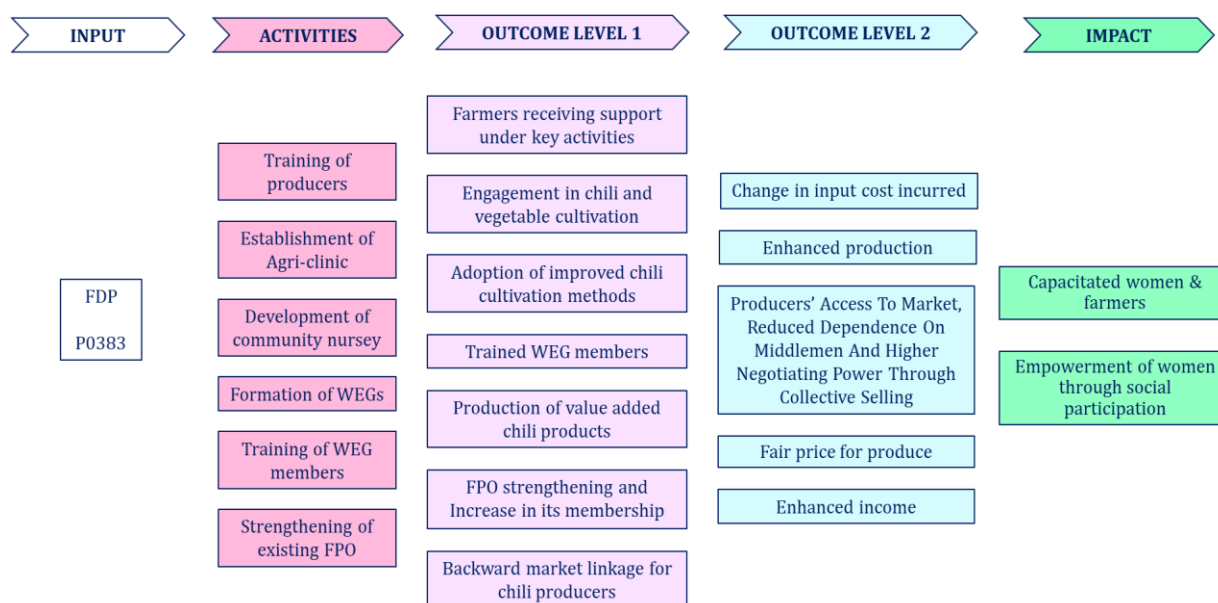 INPUT
ACTIVITIES
OUTCOME LEVEL 1
OUTCOME LEVEL 2
IMPACT
FDP
P0383
Training of
producers
Establishment of
Agri-clinic
Development of
community nursey
Formation of WEGs
Training of WEG
members
Strengthening of
existing FPO
Farmers receiving support
under key activities
Engagement in chili and
vegetable cultivation
Adoption of improved chili
cultivation methods
Trained WEG members
Production of value added
chili products
FPO strengthening and
Increase in its membership
Backward market linkage for
chili producers
Change in input cost incurred
Enhanced production
Producers’ Access To Market,
Reduced Dependence On
Middlemen And Higher
Negotiating Power Through
Collective Selling
Fair price for produce
Enhanced income
Capacitated women &
farmers
Empowerment of women
through social
participation